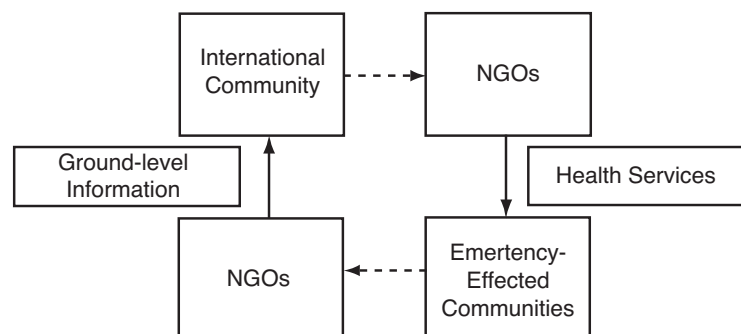 International
Community
NGOs
Ground-level
Information
Health Services
NGOs
Emertency-
Effected
Communities